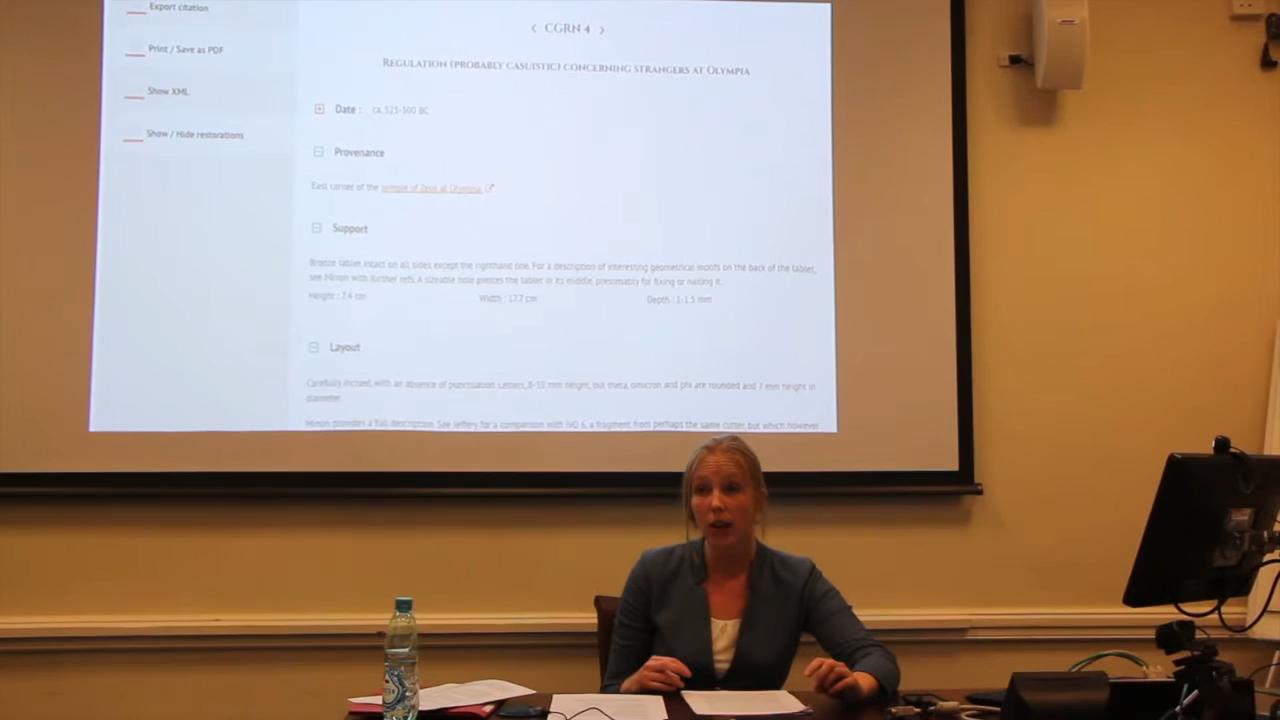 Export citation
Print / Save as PDF
Show XML
Show / Hide restorations
< CGRN 4 >
Regulation (probably casuistic) concerning strangers at Olympia
Date : ca. 525-500 BC
Provenance
East corner of the temple of Zeus at Olympia
Support
Bronze tablet intact on all sides except the righthand one. For a description of interesting geometrical motifs on the back of the tablet,
see Minon with further refs. A sizeable hole pierces the tablet in its middle, presumably for fixing or nailing it.
Height : 7.4 cm Width : 17.7 cm Depth : 1-1.5 mm
Layout
Carefully incised, with an absence of punctuation. Letters, 8-10 mm height, but theta, omicron and phi are rounded and 7 mm height in
diameter.
Minon provides a full description. See Jeffery for a comparison with IvO 6, a fragment from perhaps the same cutter, but which however